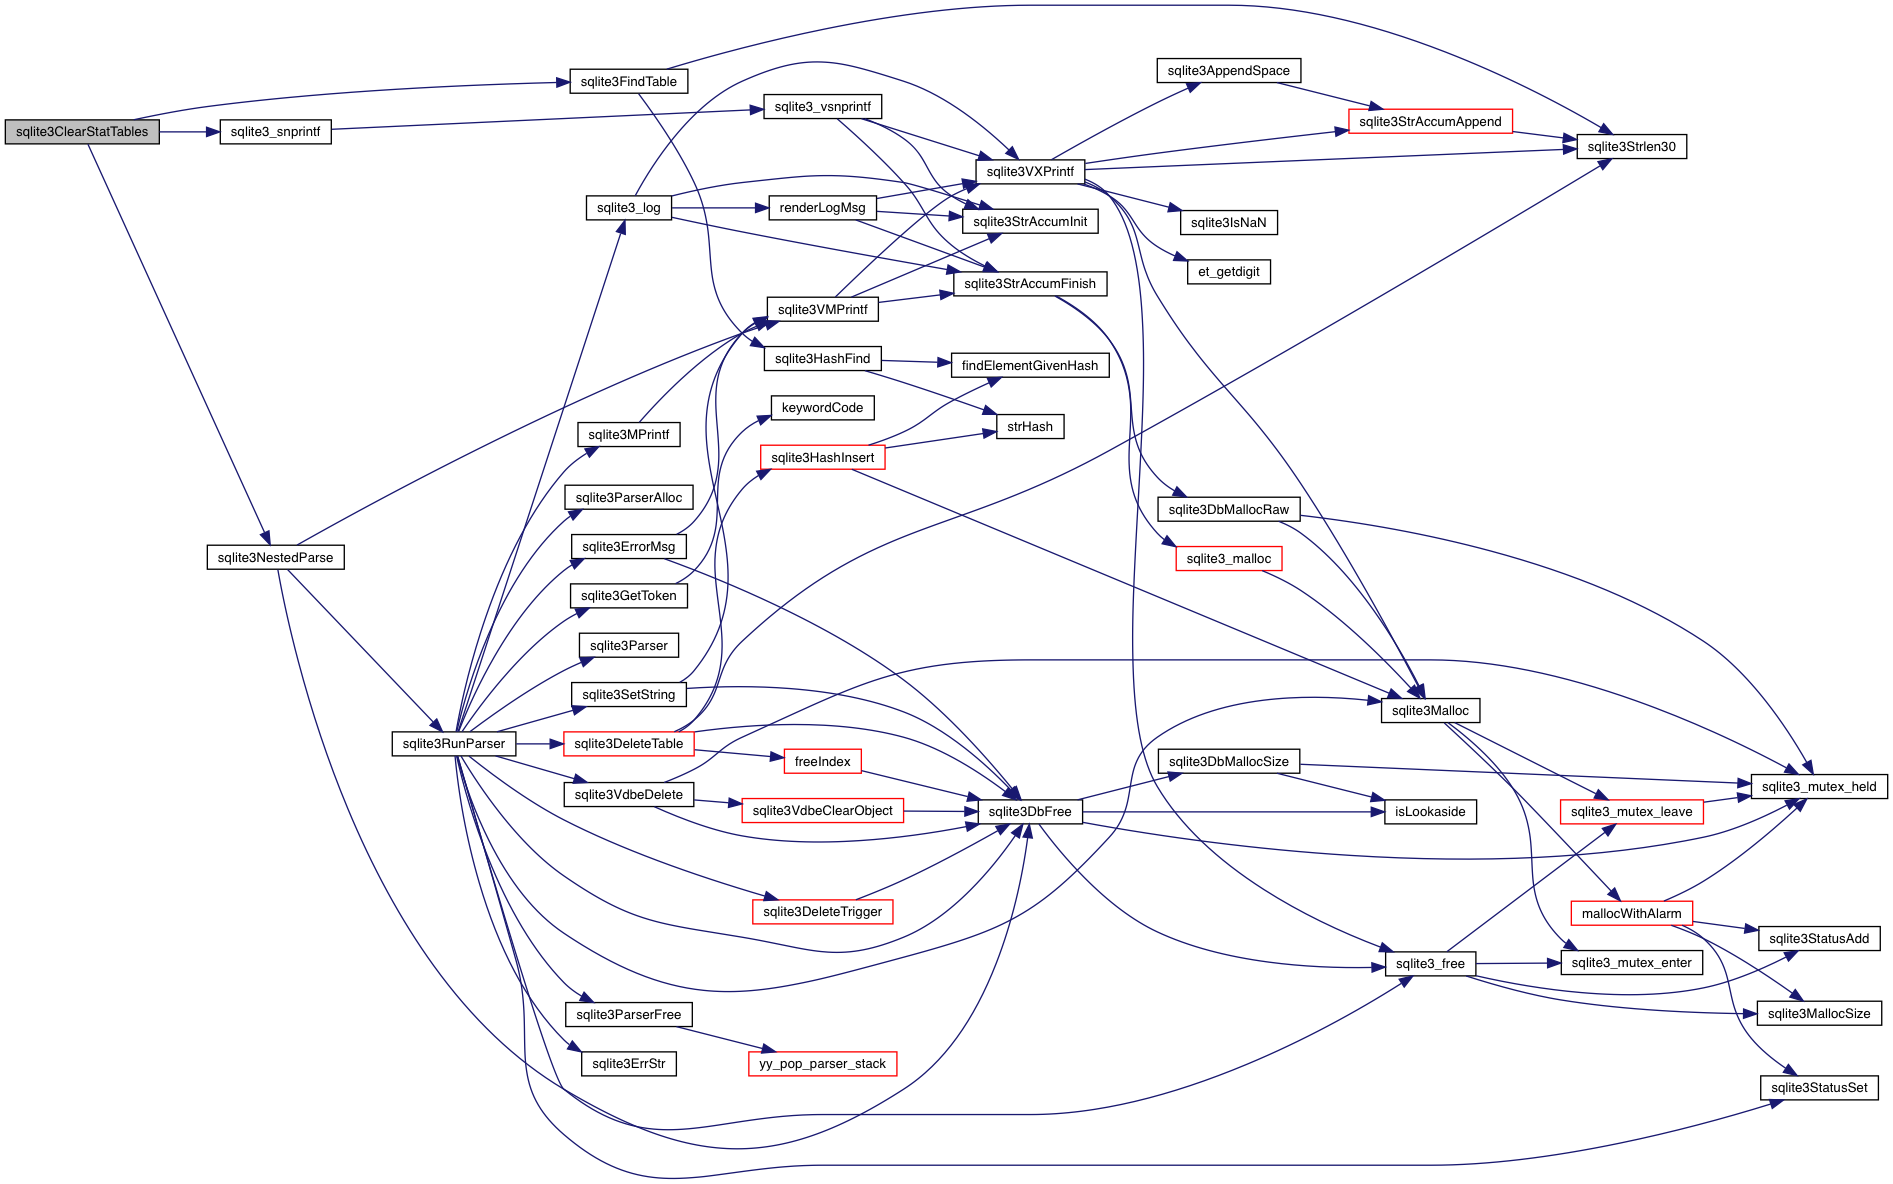 sqlite3ClearStatTables
sqlite3FindTable
sqlite3_snprintf
sqlite3NestedParse
sqlite3RunParser
sqlite3_vsnprintf
sqlite3_log
renderLogMsg
sqlite3VMPrintf
sqlite3HashFind
keywordCode
sqlite3MPrintf
sqlite3HashInsert
sqlite3ParserAlloc
sqlite3ErrorMsg
sqlite3GetToken
sqlite3Parser
sqlite3SetString
sqlite3DeleteTable
freeIndex
sqlite3VdbeDelete
sqlite3VdbeClearObject
sqlite3DeleteTrigger
sqlite3ParserFree
sqlite3ErrStr
yy_pop_parser_stack
sqlite3VXPrintf
sqlite3StrAccumInit
sqlite3StrAccumFinish
findElementGivenHash
strHash
sqlite3DbFree
sqlite3AppendSpace
sqlite3StrAccumAppend
sqlite3Strlen30
sqlite3IsNaN
et_getdigit
sqlite3DbMallocRaw
sqlite3_malloc
sqlite3Malloc
sqlite3DbMallocSize
isLookaside
sqlite3_mutex_held
sqlite3_mutex_leave
mallocWithAlarm
sqlite3_free
sqlite3_mutex_enter
sqlite3StatusAdd
sqlite3MallocSize
sqlite3StatusSet